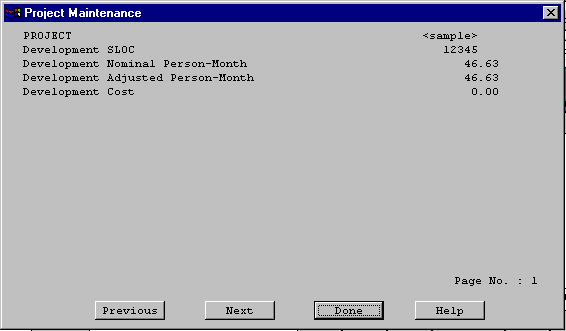 Project Maintenance
PROJECT <sample>
Development SLOC 12345
Development Nominal Person-Month 46.63
Development Adjusted Person-Month 46.63
Development Cost 0.00
Page No. : 1
Previous Next Done Help